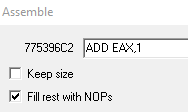 Assemble
775396C2 ADD EAX,1
Keep size
Fill rest with NOPs